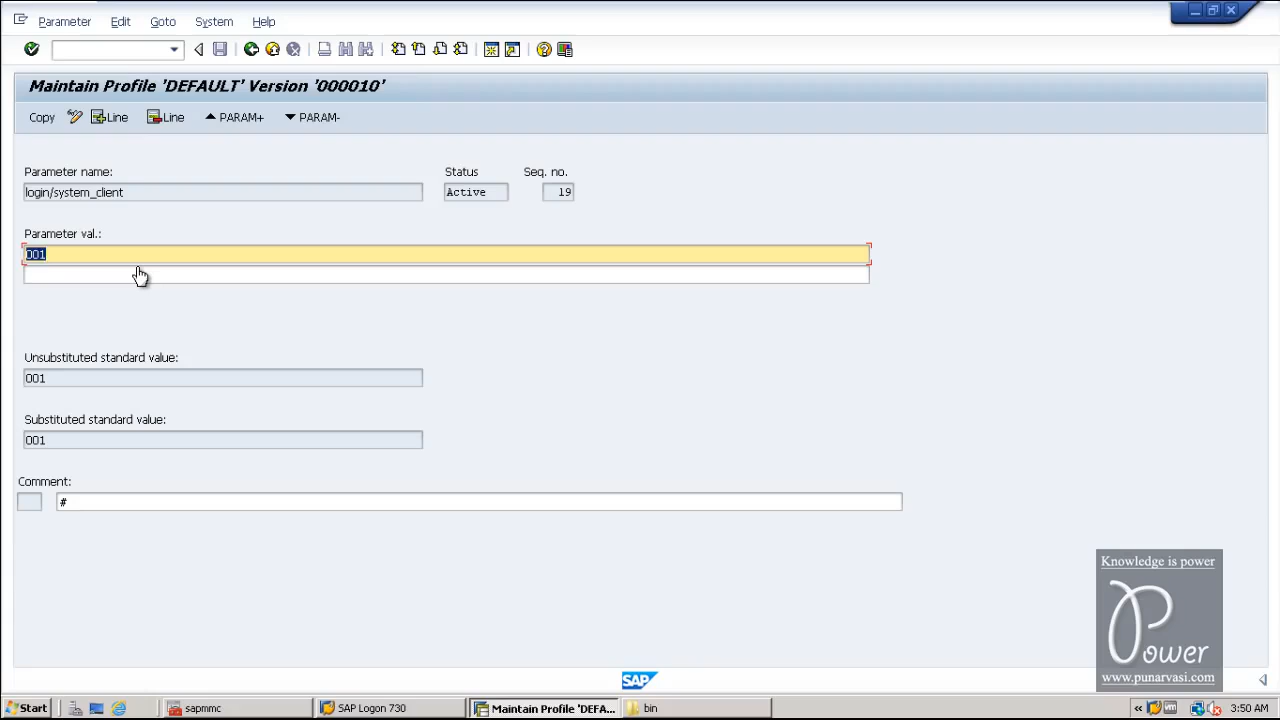 Parameter Edit Goto System Help
Maintain Profile 'DEFAULT' Version '000010'
Copy Line Line PARAM+ PARAM-
Parameter name: Status Seq. no.
login/system_client Active 19
Parameter val.:
001
Unsubstituted standard value:
001
Substituted standard value:
001
Comment:
#
Knowledge is power
Power
www.punarvasi.com
SAP
Start sapmmc SAP Logon 730 Maintain Profile 'DEFA... bin « 3:50 AM